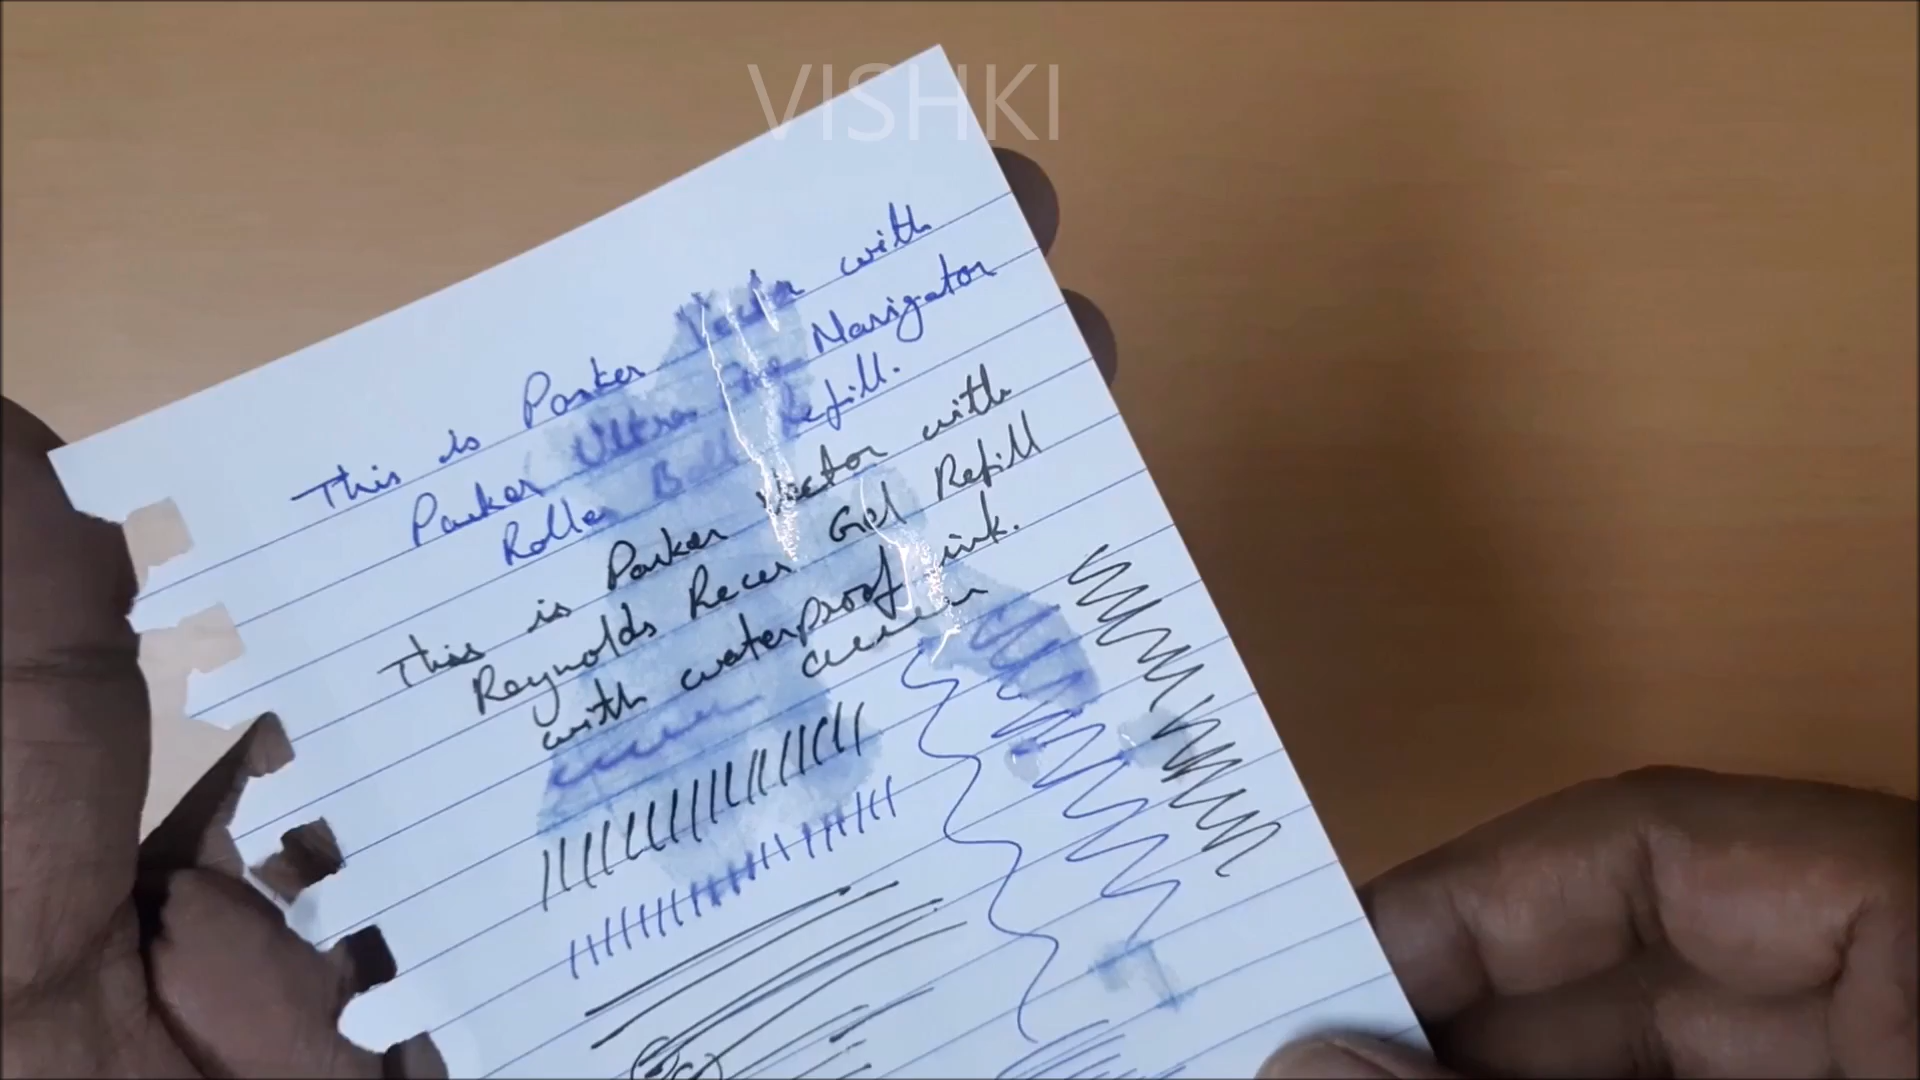 VISHKI
This is Parker Vector with
Parker Ultra Fine Navigator
Roller Ball Refill.
This is Parker Vector with
Reynolds Racer Gel Refill
with waterproof ink.